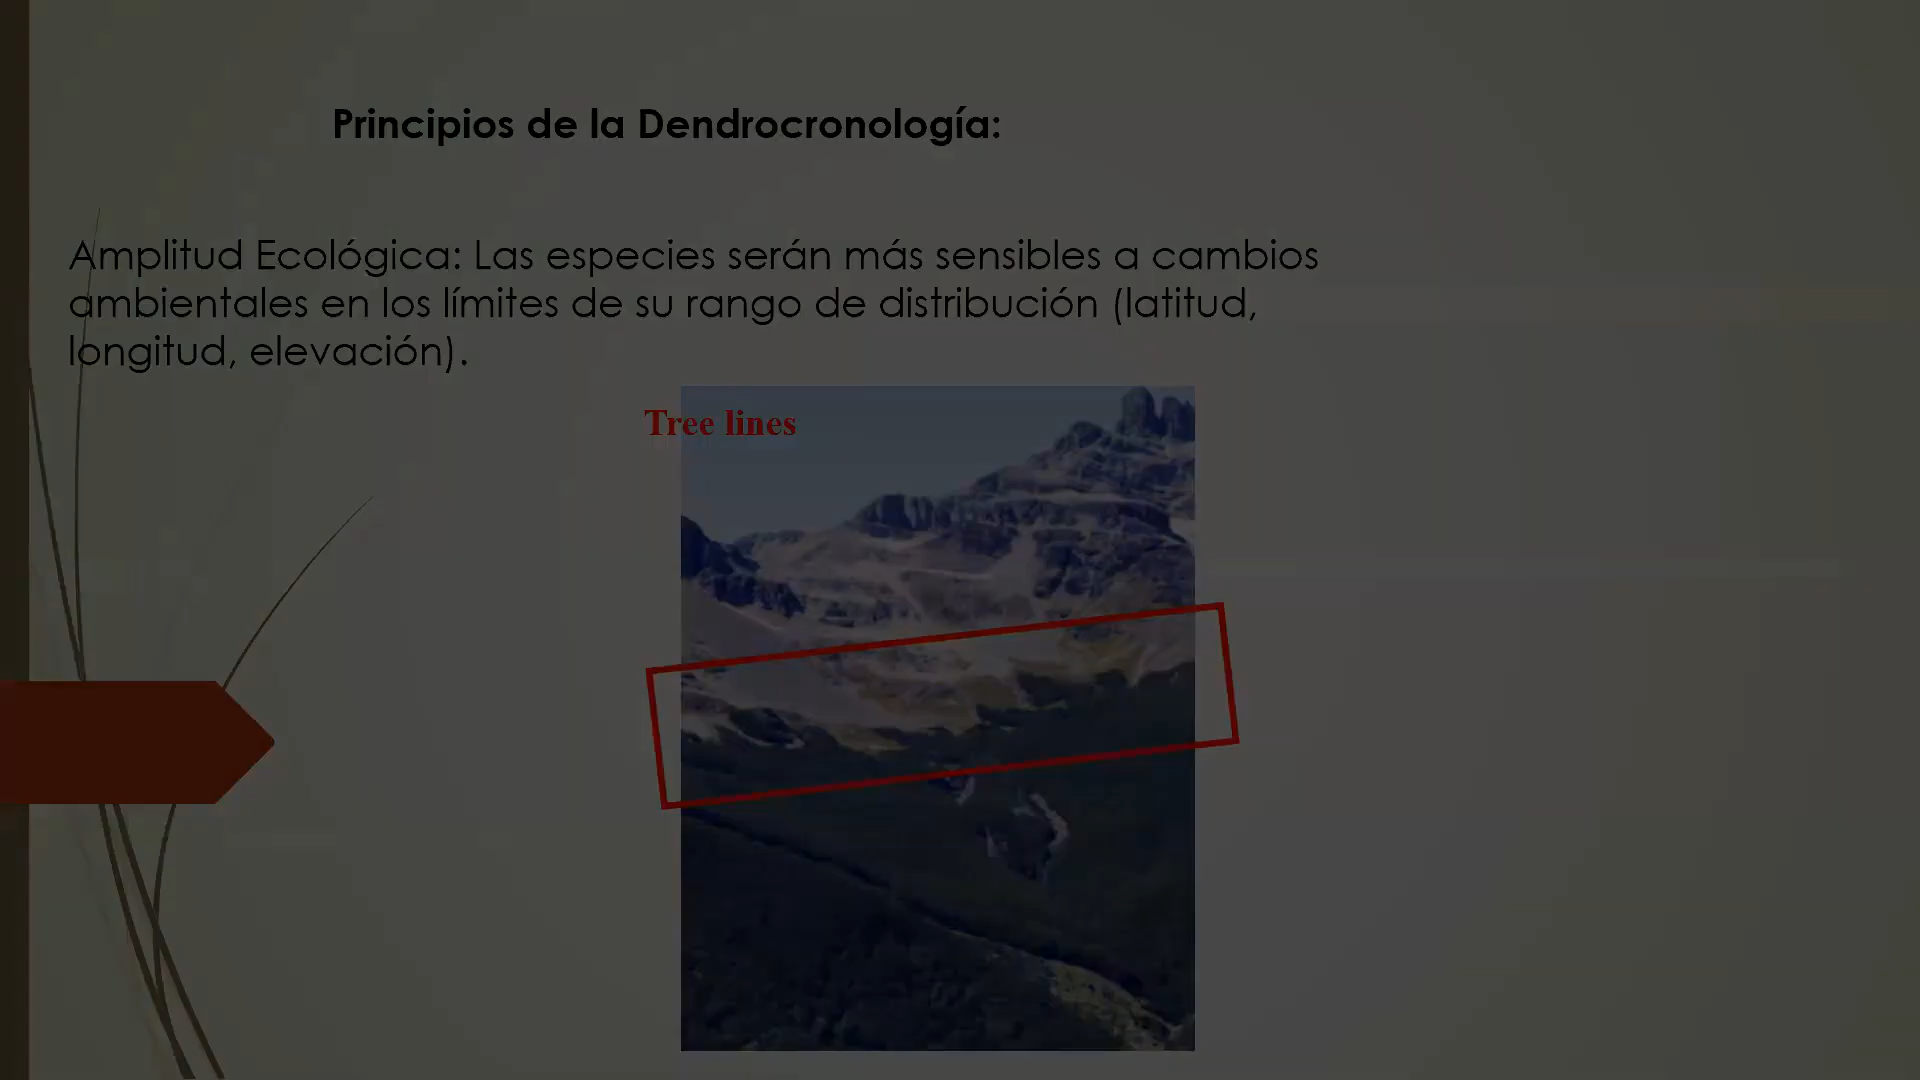 Principios de la Dendrocronología:
Amplitud Ecológica: Las especies serán más sensibles a cambios
ambientales en los límites de su rango de distribución (latitud,
longitud, elevación).
Tree lines